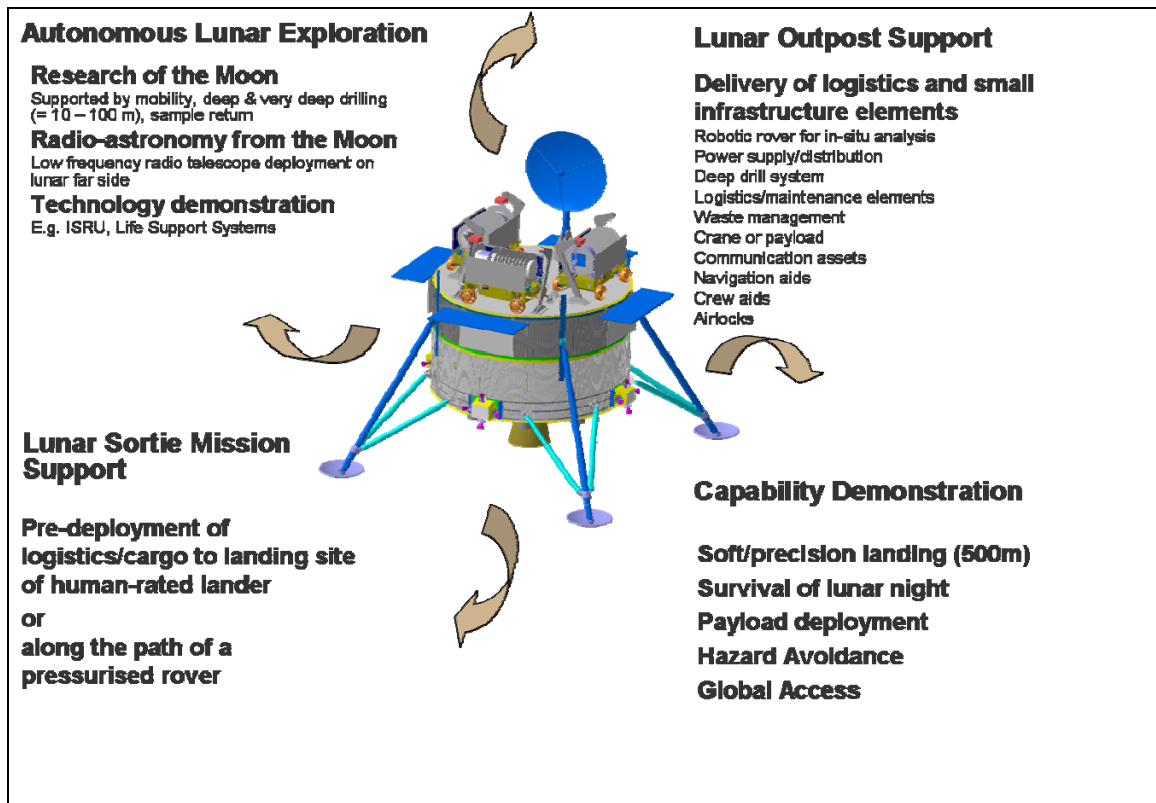 Autonomous Lunar Exploration
Research of the Moon
Supported by mobility, deep & very deep drilling
(= 10 – 100 m), sample return
Radio-astronomy from the Moon
Low frequency radio telescope deployment on
lunar far side
Technology demonstration
E.g. ISRU, Life Support Systems
Lunar Outpost Support
Delivery of logistics and small
infrastructure elements
Robotic rover for in-situ analysis
Power supply/distribution
Deep drill system
Logistics/maintenance elements
Waste management
Crane or payload
Communication assets
Navigation aids
Crew aids
Airlocks
Lunar Sortie Mission
Support
Pre-deployment of
logistics/cargo to landing site
of human-rated lander
or
along the path of a
pressurised rover
Capability Demonstration
Soft/precision landing (500m)
Survival of lunar night
Payload deployment
Hazard Avoidance
Global Access